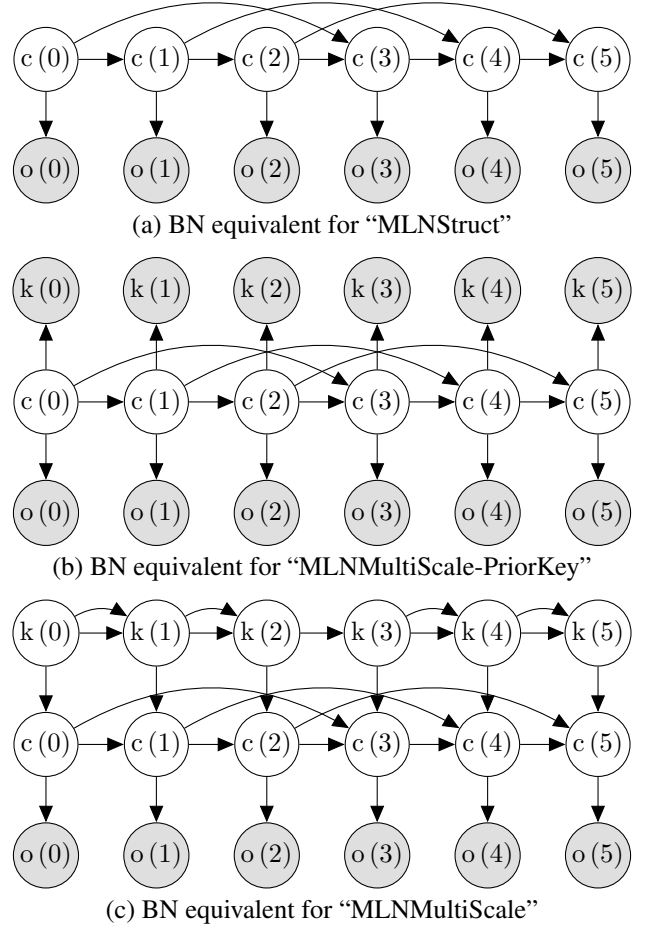 c (0) c (1) c (2) c (3) c (4) c (5)
o (0) o (1) o (2) o (3) o (4) o (5)
(a) BN equivalent for “MLNStruct”
k (0) k (1) k (2) k (3) k (4) k (5)
c (0) c (1) c (2) c (3) c (4) c (5)
o (0) o (1) o (2) o (3) o (4) o (5)
(b) BN equivalent for “MLNMultiScale-PriorKey”
k (0) k (1) k (2) k (3) k (4) k (5)
c (0) c (1) c (2) c (3) c (4) c (5)
o (0) o (1) o (2) o (3) o (4) o (5)
(c) BN equivalent for “MLNMultiScale”